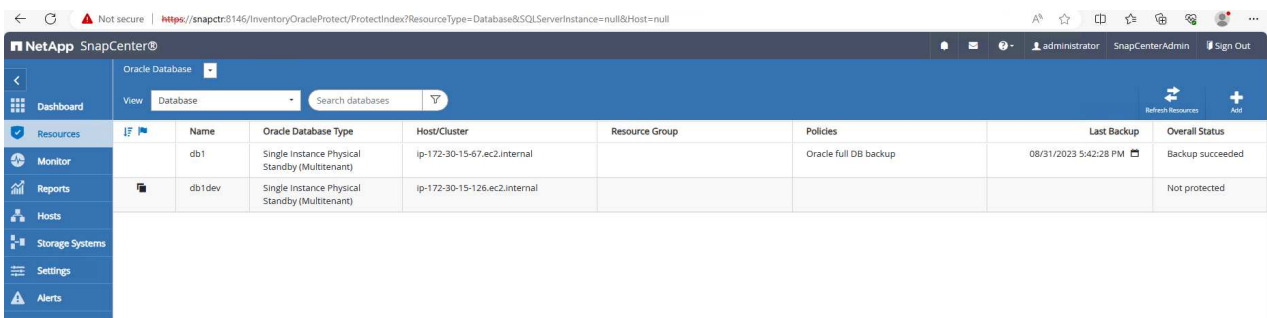 Not secure https://snapctr:8146/InventoryOracleProtect/ProtectIndex?ResourceType=Database&SQLServerInstance=null&Host=null
NetApp SnapCenter® administrator SnapCenterAdmin Sign Out
Oracle Database
Dashboard View Database Search databases Refresh Resources Add
Resources Name Oracle Database Type Host/Cluster Resource Group Policies Last Backup Overall Status
Monitor db1 Single Instance Physical ip-172-30-15-67.ec2.internal Oracle full DB backup 08/31/2023 5:42:28 PM Backup succeeded
Standby (Multitenant)
Reports db1dev Single Instance Physical ip-172-30-15-126.ec2.internal Not protected
Standby (Multitenant)
Hosts
Storage Systems
Settings
Alerts